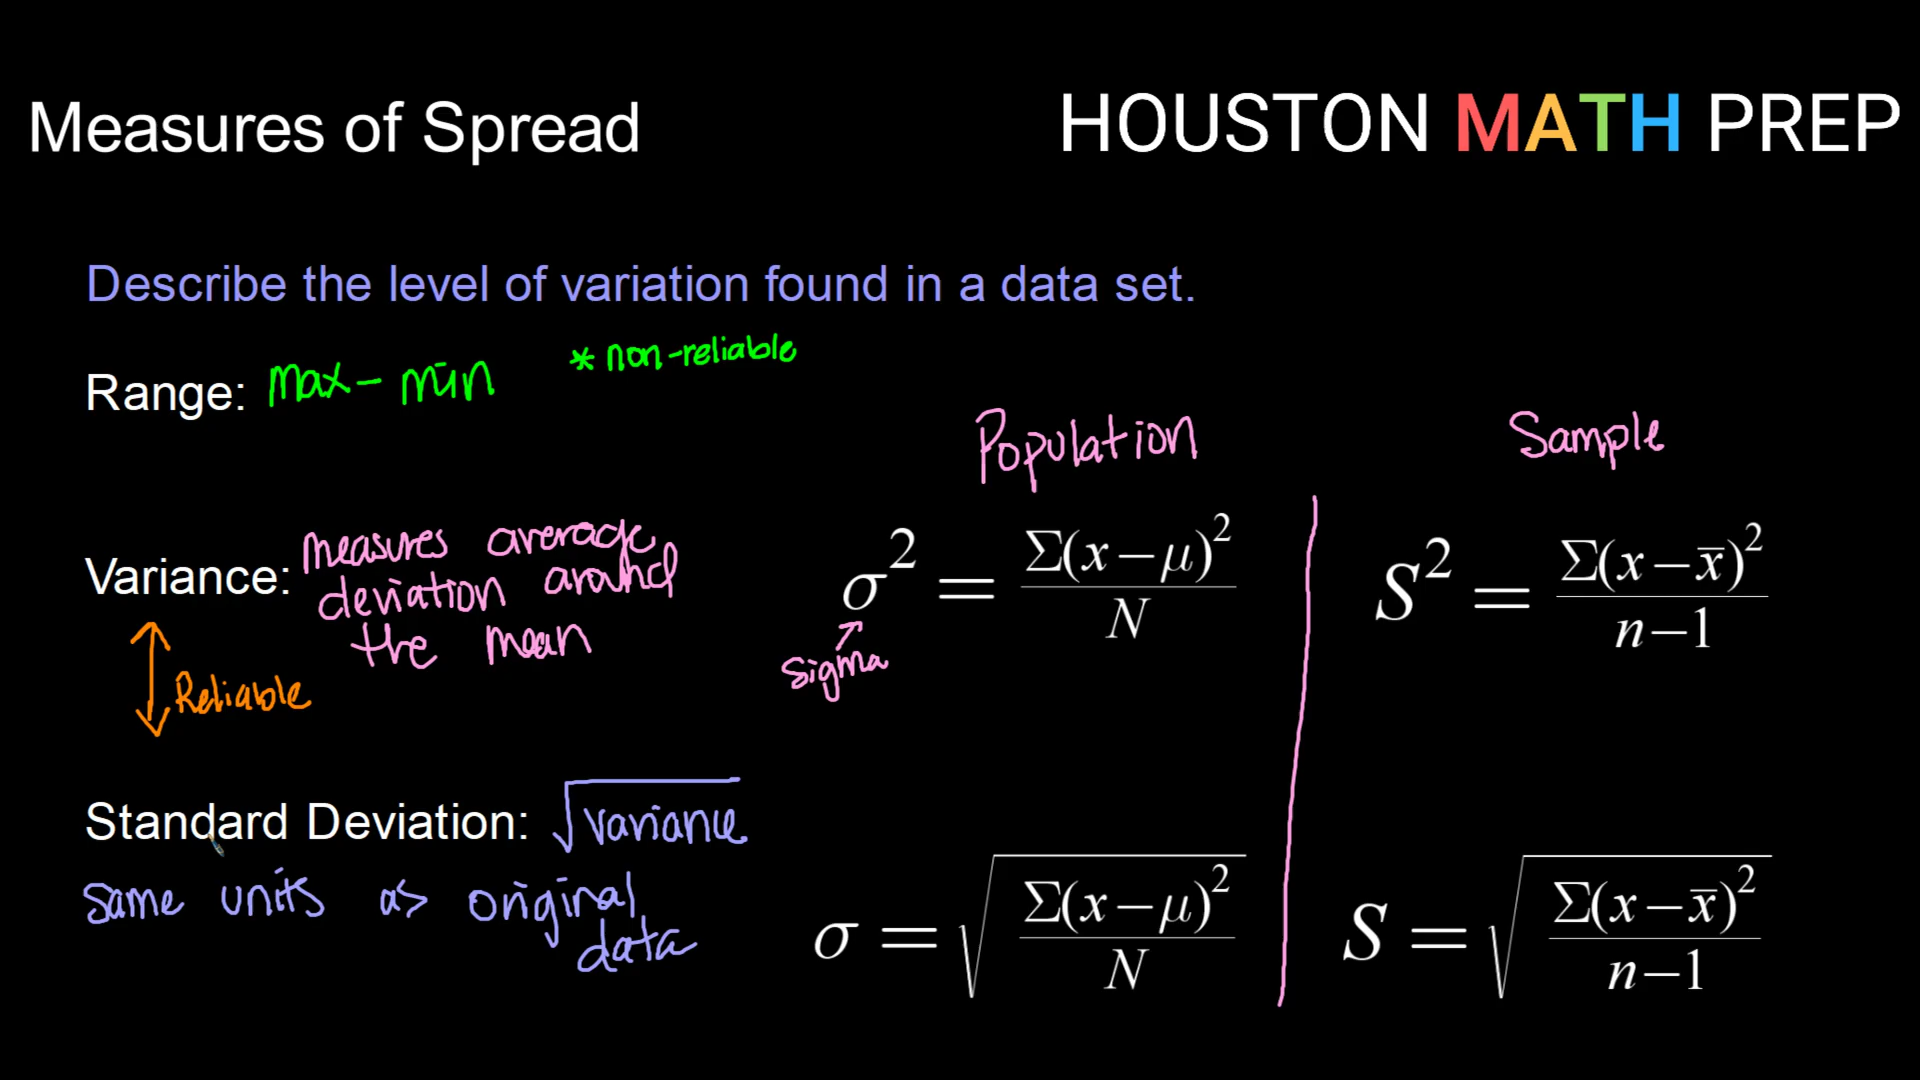 Measures of Spread
HOUSTON MATH PREP
Describe the level of variation found in a data set.
Range: max - min
* non-reliable
Population
Sample
Variance: measures average
deviation around
the mean
σ² = Σ(x−μ)² / N
S² = Σ(x−x̄)² / n−1
sigma
Reliable
Standard Deviation: √variance
same units as original
data
σ = √(Σ(x−μ)² / N)
S = √(Σ(x−x̄)² / n−1)